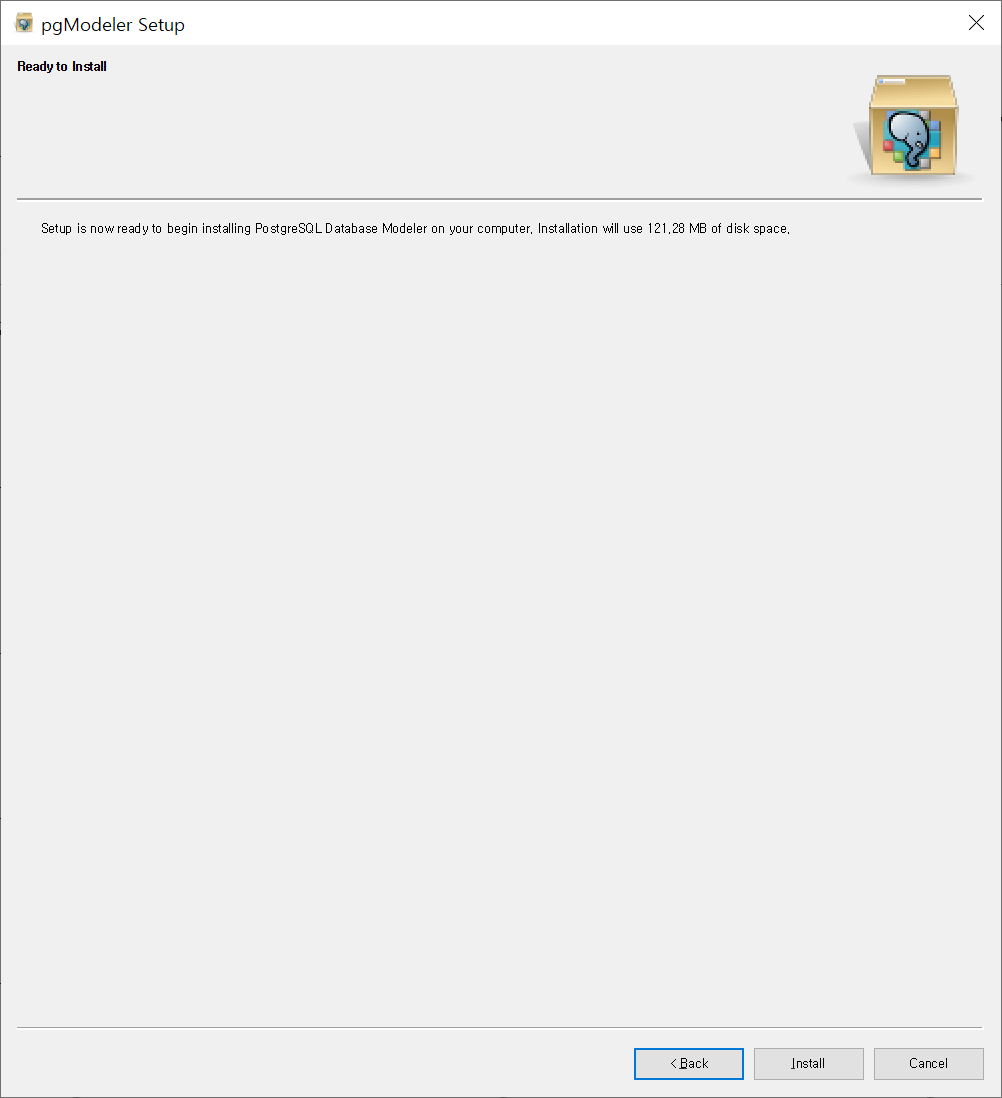 pgModeler Setup
Ready to Install
Setup is now ready to begin installing PostgreSQL Database Modeler on your computer. Installation will use 121.28 MB of disk space.
< Back
Install
Cancel